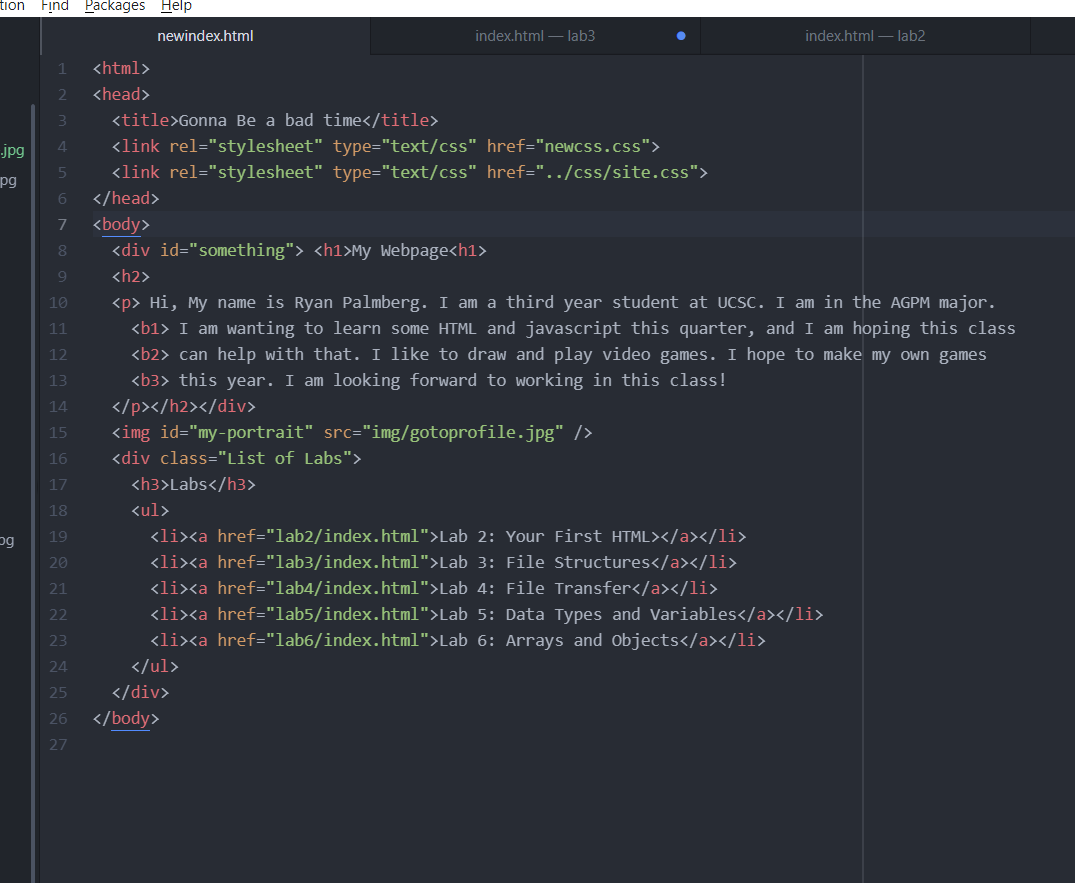 tion Find Packages Help
newindex.html index.html — lab3 index.html — lab2
.jpg
pg
og
1 <html>
2 <head>
3 <title>Gonna Be a bad time</title>
4 <link rel="stylesheet" type="text/css" href="newcss.css">
5 <link rel="stylesheet" type="text/css" href="../css/site.css">
6 </head>
7 <body>
8 <div id="something"> <h1>My Webpage<h1>
9 <h2>
10 <p> Hi, My name is Ryan Palmberg. I am a third year student at UCSC. I am in the AGPM major.
11 <b1> I am wanting to learn some HTML and javascript this quarter, and I am hoping this class
12 <b2> can help with that. I like to draw and play video games. I hope to make my own games
13 <b3> this year. I am looking forward to working in this class!
14 </p></h2></div>
15 <img id="my-portrait" src="img/gotoprofile.jpg" />
16 <div class="List of Labs">
17 <h3>Labs</h3>
18 <ul>
19 <li><a href="lab2/index.html">Lab 2: Your First HTML></a></li>
20 <li><a href="lab3/index.html">Lab 3: File Structures</a></li>
21 <li><a href="lab4/index.html">Lab 4: File Transfer</a></li>
22 <li><a href="lab5/index.html">Lab 5: Data Types and Variables</a></li>
23 <li><a href="lab6/index.html">Lab 6: Arrays and Objects</a></li>
24 </ul>
25 </div>
26 </body>
27